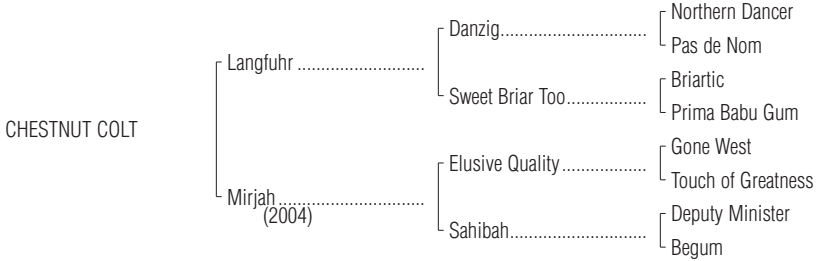 Northern Dancer
Danzig................................
Pas de Nom
Langfuhr ...........................
Briartic
Sweet Briar Too.................
Prima Babu Gum
CHESTNUT COLT
Gone West
Elusive Quality..................
Touch of Greatness
Mirjah ...............................
(2004)
Deputy Minister
Sahibah.............................
Begum